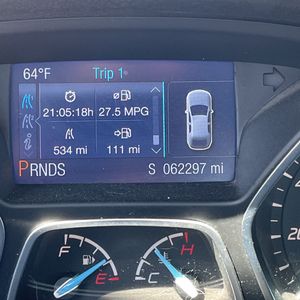 64°F Trip 1
21:05:18h 27.5 MPG
534 mi 111 mi
PRNDS S 062297 mi
F H
E C